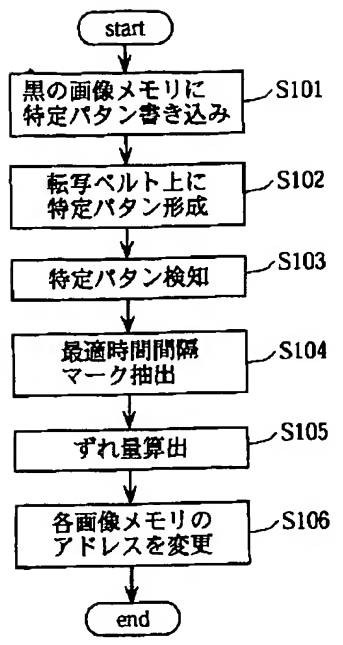 start
黒の画像メモリに
特定パタン書き込み
S101
転写ベルト上に
特定パタン形成
S102
特定パタン検知
S103
最適時間間隔
マーク抽出
S104
ずれ量算出
S105
各画像メモリの
アドレスを変更
S106
end